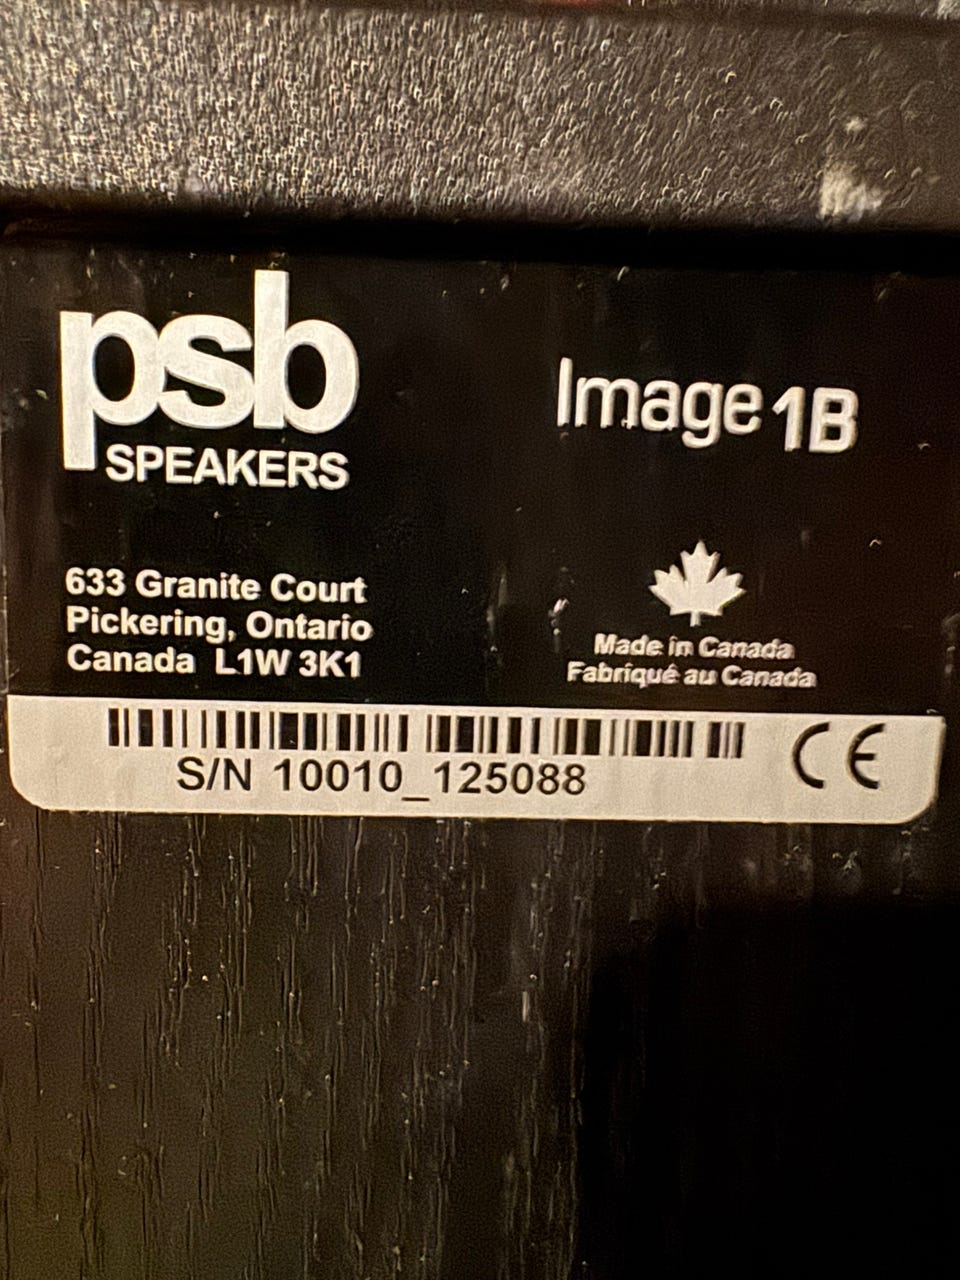 psb
SPEAKERS
Image 1B
633 Granite Court
Pickering, Ontario
Canada L1W 3K1
Made in Canada
Fabriqué au Canada
S/N 10010_125088
CE